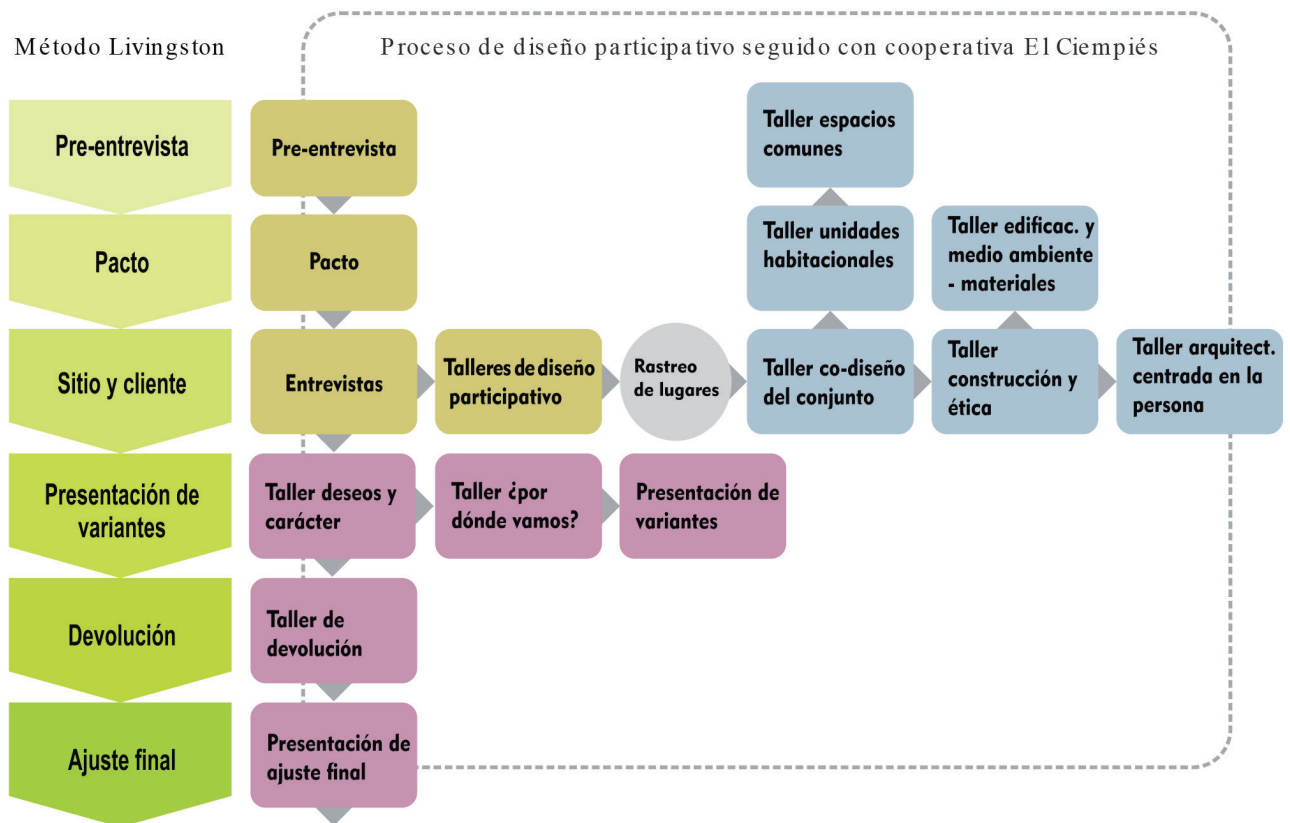 Método Livingston
Proceso de diseño participativo seguido con cooperativa El Ciempiés
Pre-entrevista
Pacto
Sitio y cliente
Presentación de
variantes
Devolución
Ajuste final
Pre-entrevista
Pacto
Entrevistas
Talleres de diseño
participativo
Rastreo
de lugares
Taller co-diseño
del conjunto
Taller unidades
habitacionales
Taller espacios
comunes
Taller
construcción y
ética
Taller edificac. y
medio ambiente
- materiales
Taller arquitect.
centrada en la
persona
Taller deseos y
carácter
Taller ¿por
dónde vamos?
Presentación de
variantes
Taller de
devolución
Presentación de
ajuste final